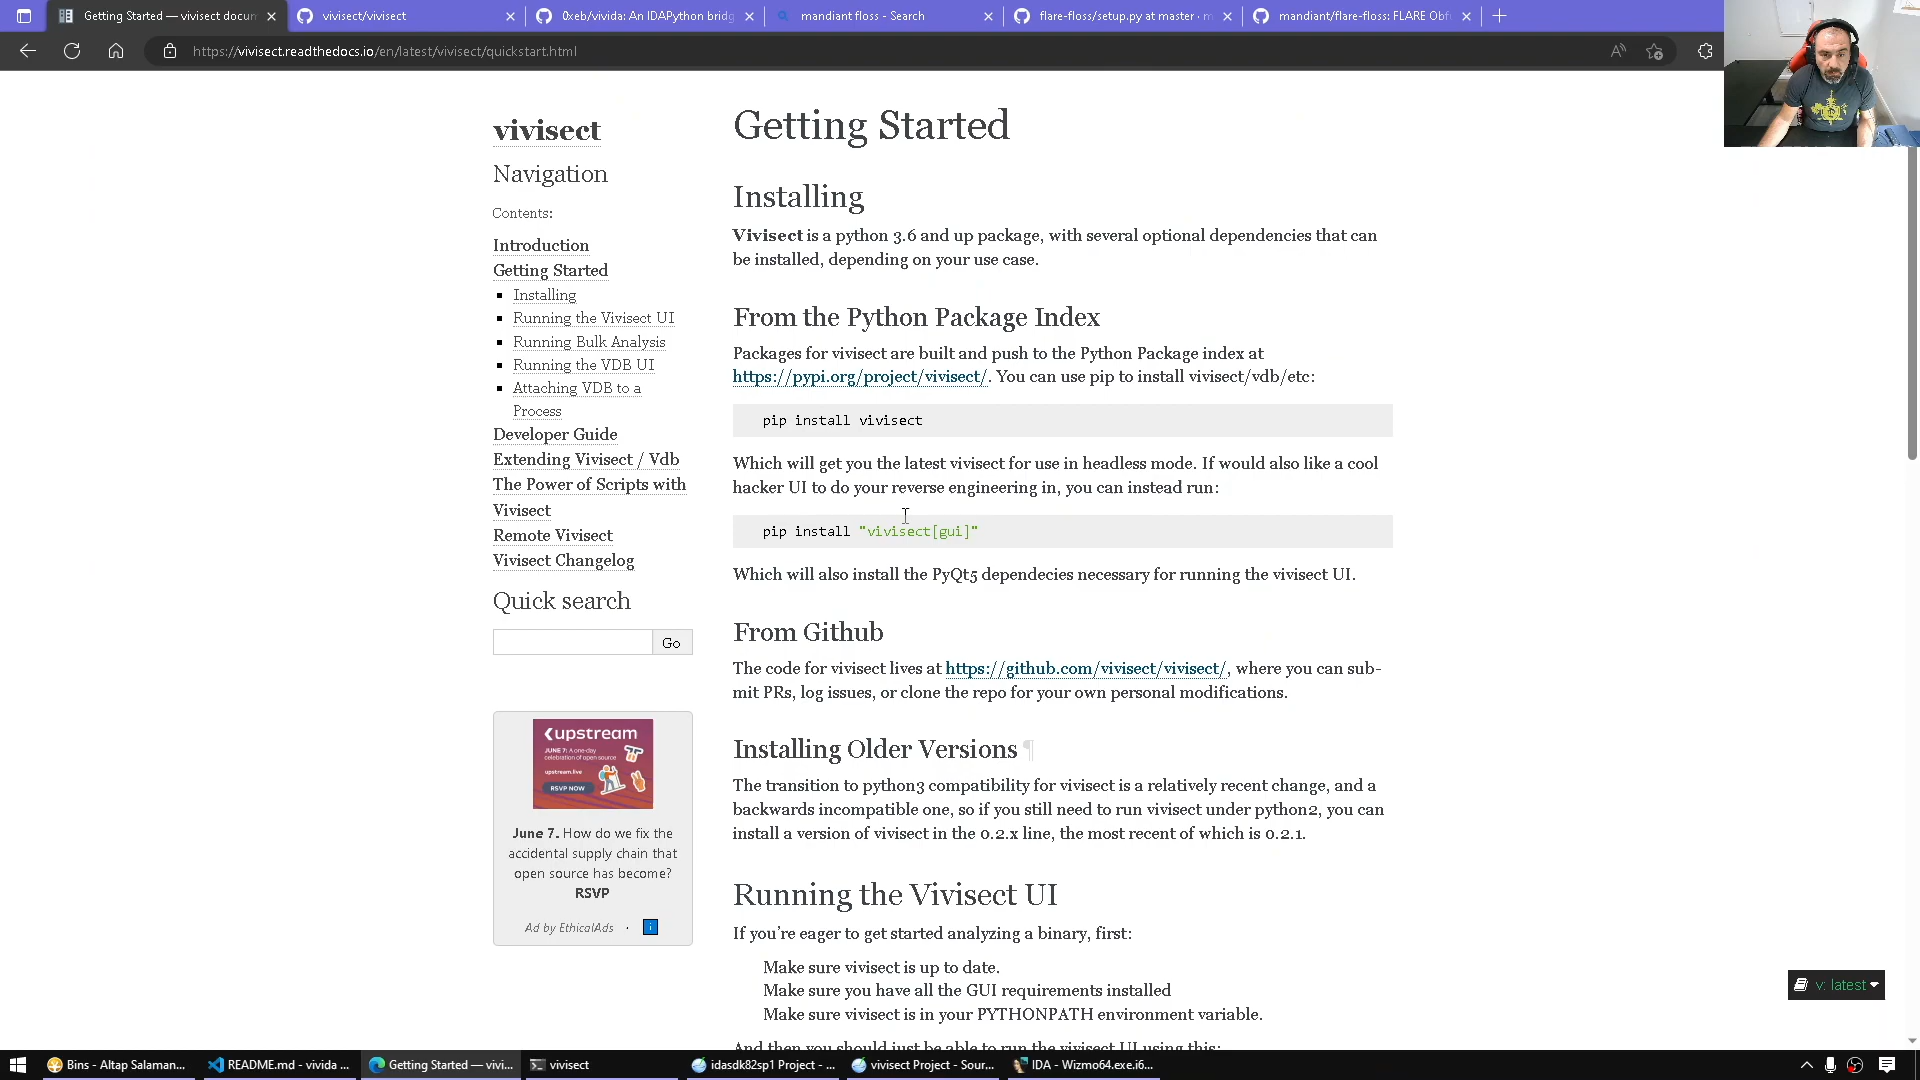 Getting Started — vivisect docum
vivisect/vivisect
0xeb/vivida: An IDAPython bridg
mandiant floss - Search
flare-floss/setup.py at master · m
mandiant/flare-floss: FLARE Obf
https://vivisect.readthedocs.io/en/latest/vivisect/quickstart.html
vivisect
Navigation
Contents:
Introduction
Getting Started
Installing
Running the Vivisect UI
Running Bulk Analysis
Running the VDB UI
Attaching VDB to a
Process
Developer Guide
Extending Vivisect / Vdb
The Power of Scripts with
Vivisect
Remote Vivisect
Vivisect Changelog
Quick search
Go
upstream
JUNE 7: A one-day
celebration of open source
upstream.live
RSVP NOW
June 7. How do we fix the
accidental supply chain that
open source has become?
RSVP
Ad by EthicalAds ·
i
Getting Started
Installing
Vivisect is a python 3.6 and up package, with several optional dependencies that can
be installed, depending on your use case.
From the Python Package Index
Packages for vivisect are built and push to the Python Package index at
https://pypi.org/project/vivisect/. You can use pip to install vivisect/vdb/etc:
pip install vivisect
Which will get you the latest vivisect for use in headless mode. If would also like a cool
hacker UI to do your reverse engineering in, you can instead run:
pip install "vivisect[gui]"
Which will also install the PyQt5 dependecies necessary for running the vivisect UI.
From Github
The code for vivisect lives at https://github.com/vivisect/vivisect/, where you can sub-
mit PRs, log issues, or clone the repo for your own personal modifications.
Installing Older Versions ¶
The transition to python3 compatibility for vivisect is a relatively recent change, and a
backwards incompatible one, so if you still need to run vivisect under python2, you can
install a version of vivisect in the 0.2.x line, the most recent of which is 0.2.1.
Running the Vivisect UI
If you're eager to get started analyzing a binary, first:
Make sure vivisect is up to date.
Make sure you have all the GUI requirements installed
Make sure vivisect is in your PYTHONPATH environment variable.
And then you should just be able to run the vivisect UI using this:
v: latest
Bins - Altap Salaman...
README.md - vivida ...
Getting Started — vivi...
vivisect
idasdk82sp1 Project - ...
vivisect Project - Sour...
IDA - Wizmo64.exe.i6...